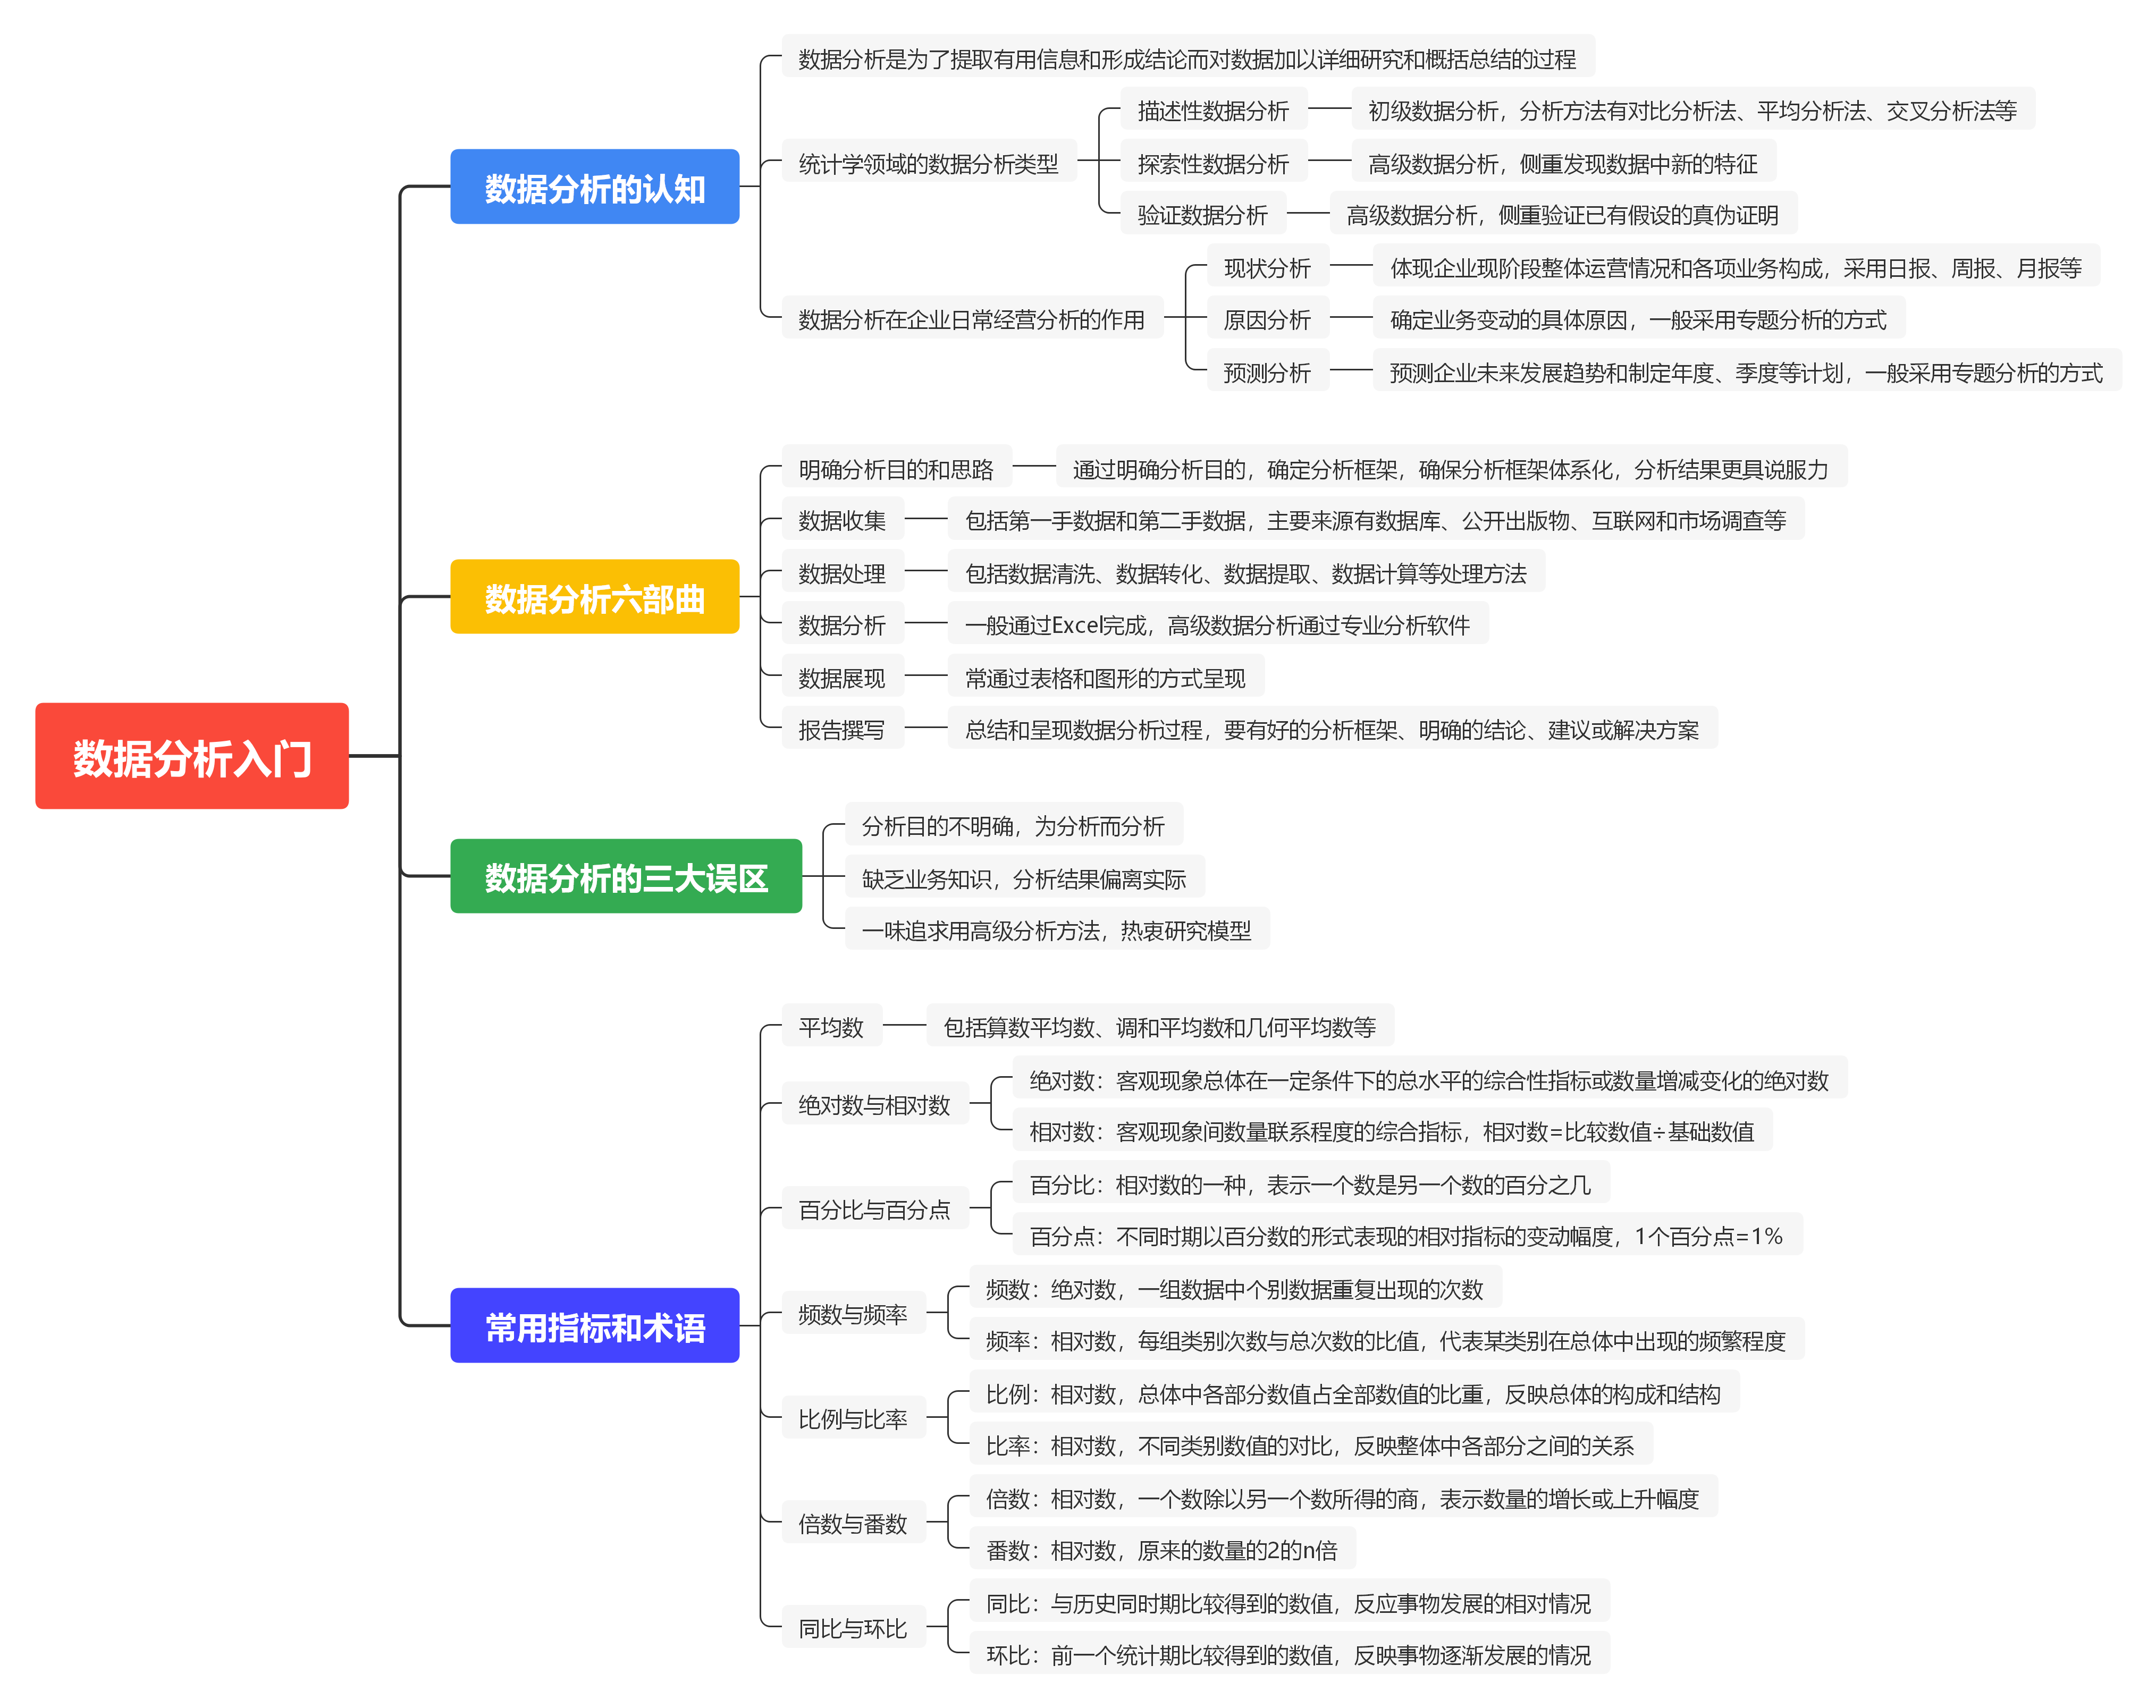 数据分析入门
数据分析的认知
数据分析是为了提取有用信息和形成结论而对数据加以详细研究和概括总结的过程
统计学领域的数据分析类型
描述性数据分析
初级数据分析，分析方法有对比分析法、平均分析法、交叉分析法等
探索性数据分析
高级数据分析，侧重发现数据中新的特征
验证数据分析
高级数据分析，侧重验证已有假设的真伪证明
数据分析在企业日常经营分析的作用
现状分析
体现企业现阶段整体运营情况和各项业务构成，采用日报、周报、月报等
原因分析
确定业务变动的具体原因，一般采用专题分析的方式
预测分析
预测企业未来发展趋势和制定年度、季度等计划，一般采用专题分析的方式
数据分析六部曲
明确分析目的和思路
通过明确分析目的，确定分析框架，确保分析框架体系化，分析结果更具说服力
数据收集
包括第一手数据和第二手数据，主要来源有数据库、公开出版物、互联网和市场调查等
数据处理
包括数据清洗、数据转化、数据提取、数据计算等处理方法
数据分析
一般通过Excel完成，高级数据分析通过专业分析软件
数据展现
常通过表格和图形的方式呈现
报告撰写
总结和呈现数据分析过程，要有好的分析框架、明确的结论、建议或解决方案
数据分析的三大误区
分析目的不明确，为分析而分析
缺乏业务知识，分析结果偏离实际
一味追求用高级分析方法，热衷研究模型
常用指标和术语
平均数
包括算数平均数、调和平均数和几何平均数等
绝对数与相对数
绝对数：客观现象总体在一定条件下的总水平的综合性指标或数量增减变化的绝对数
相对数：客观现象间数量联系程度的综合指标，相对数=比较数值÷基础数值
百分比与百分点
百分比：相对数的一种，表示一个数是另一个数的百分之几
百分点：不同时期以百分数的形式表现的相对指标的变动幅度，1个百分点=1%
频数与频率
频数：绝对数，一组数据中个别数据重复出现的次数
频率：相对数，每组类别次数与总次数的比值，代表某类别在总体中出现的频繁程度
比例与比率
比例：相对数，总体中各部分数值占全部数值的比重，反映总体的构成和结构
比率：相对数，不同类别数值的对比，反映整体中各部分之间的关系
倍数与番数
倍数：相对数，一个数除以另一个数所得的商，表示数量的增长或上升幅度
番数：相对数，原来的数量的2的n倍
同比与环比
同比：与历史同时期比较得到的数值，反应事物发展的相对情况
环比：前一个统计期比较得到的数值，反映事物逐渐发展的情况